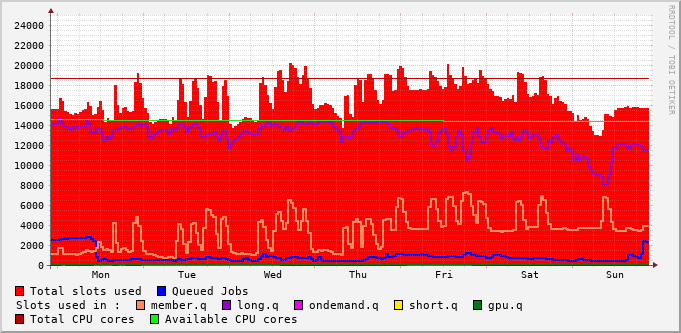 24000
22000
20000
18000
16000
14000
12000
10000
8000
6000
4000
2000
0
Mon Tue Wed Thu Fri Sat Sun
Total slots used Queued Jobs
Slots used in : member.q long.q ondemand.q short.q gpu.q
Total CPU cores Available CPU cores
RRDTOOL / TOBI OETIKER